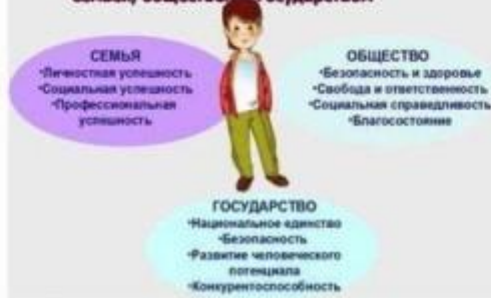 СЕМЬЯ
•Личностная успешность
•Социальная успешность
•Профессиональная
успешность
ОБЩЕСТВО
•Безопасность и здоровье
•Свобода и ответственность
•Социальная справедливость
•Благосостояние
ГОСУДАРСТВО
•Национальное единство
•Безопасность
•Развитие человеческого
потенциала
•Конкурентоспособность